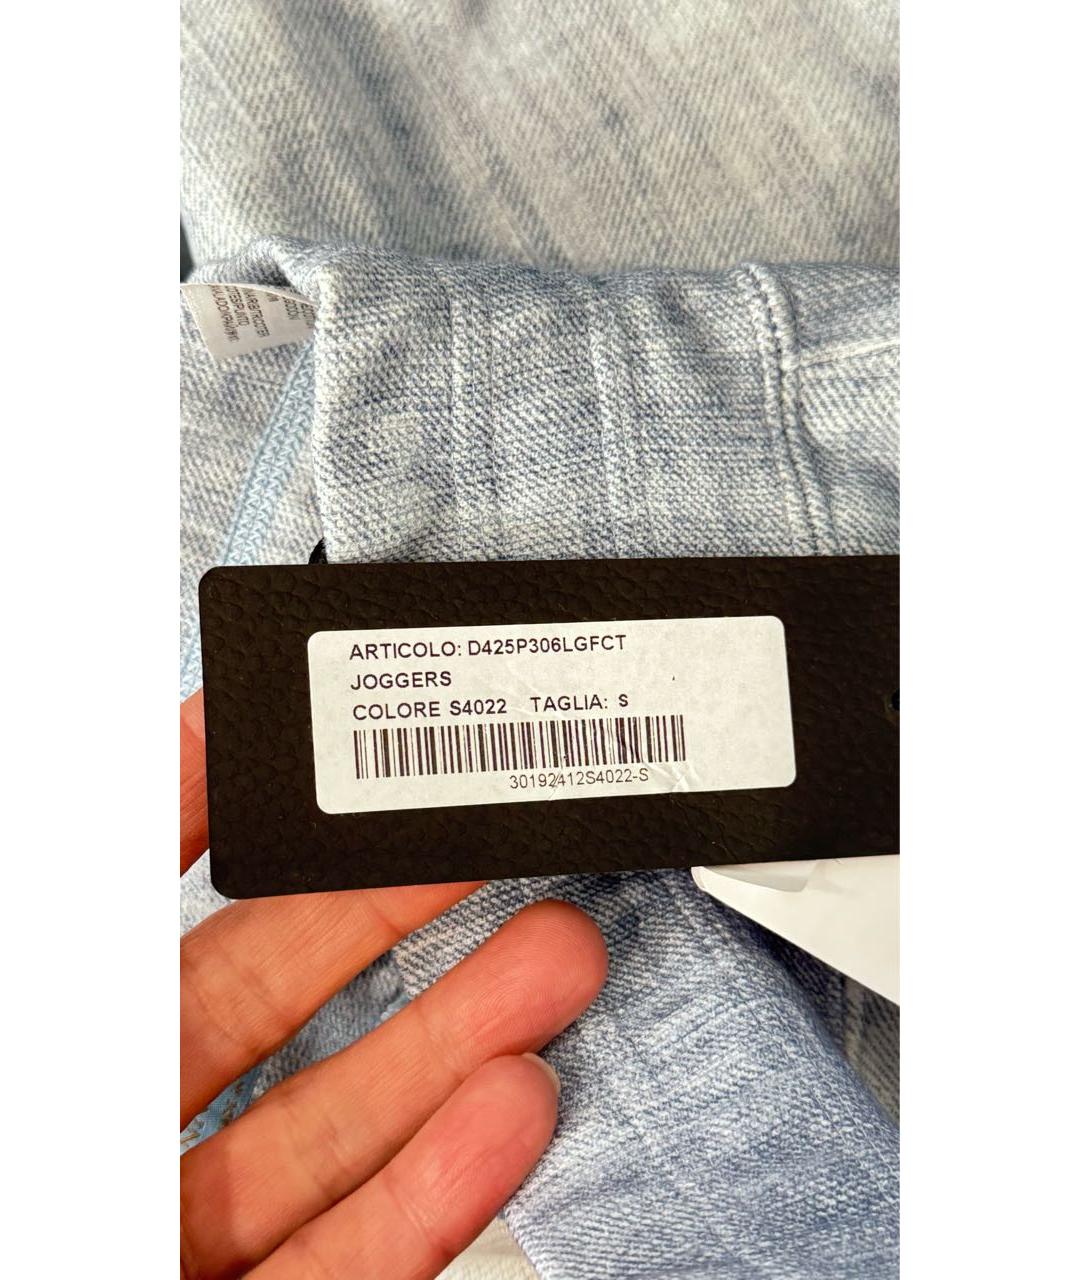 ARTICOLO: D425P306LGFCT
JOGGERS
COLORE S4022 TAGLIA: S
30192412S4022-S